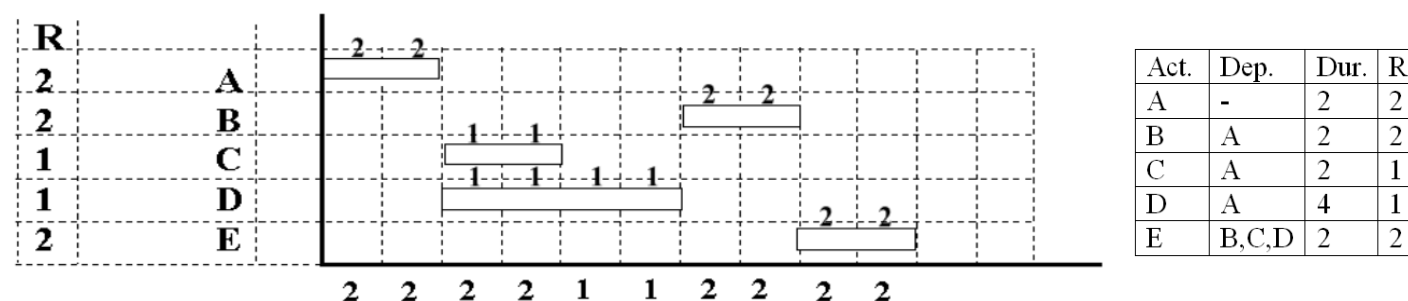 R
2 2
2 A
2 2
2 B
1 1
1 C
1 1 1 1
1 D
2 2
2 E
2 2 2 2 1 1 2 2 2 2
Act. Dep. Dur. R
A - 2 2
B A 2 2
C A 2 1
D A 4 1
E B,C,D 2 2